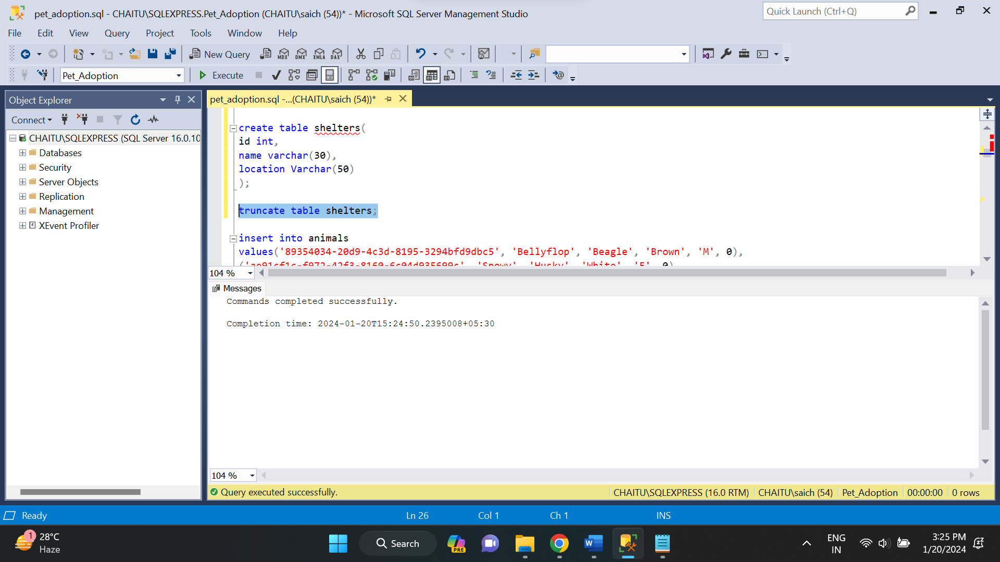 pet_adoption.sql - CHAITU\SQLEXPRESS.Pet_Adoption (CHAITU\saich (54))* - Microsoft SQL Server Management Studio
Quick Launch (Ctrl+Q)
File Edit View Query Project Tools Window Help
New Query MDX DMX XMLA DAX
Pet_Adoption Execute
Object Explorer
Connect
CHAITU\SQLEXPRESS (SQL Server 16.0.10
Databases
Security
Server Objects
Replication
Management
XEvent Profiler
pet_adoption.sql -...(CHAITU\saich (54))*
create table shelters(
id int,
name varchar(30),
location Varchar(50)
);
truncate table shelters;
insert into animals
values('89354034-20d9-4c3d-8195-3294bfd9dbc5', 'Bellyflop', 'Beagle', 'Brown', 'M', 0),
104 %
Messages
Commands completed successfully.
Completion time: 2024-01-20T15:24:50.2395008+05:30
104 %
Query executed successfully. CHAITU\SQLEXPRESS (16.0 RTM) CHAITU\saich (54) Pet_Adoption 00:00:00 0 rows
Ready Ln 26 Col 1 Ch 1 INS
1
28°C
Haze
Search
PRE
W
ENG
IN
3:25 PM
1/20/2024